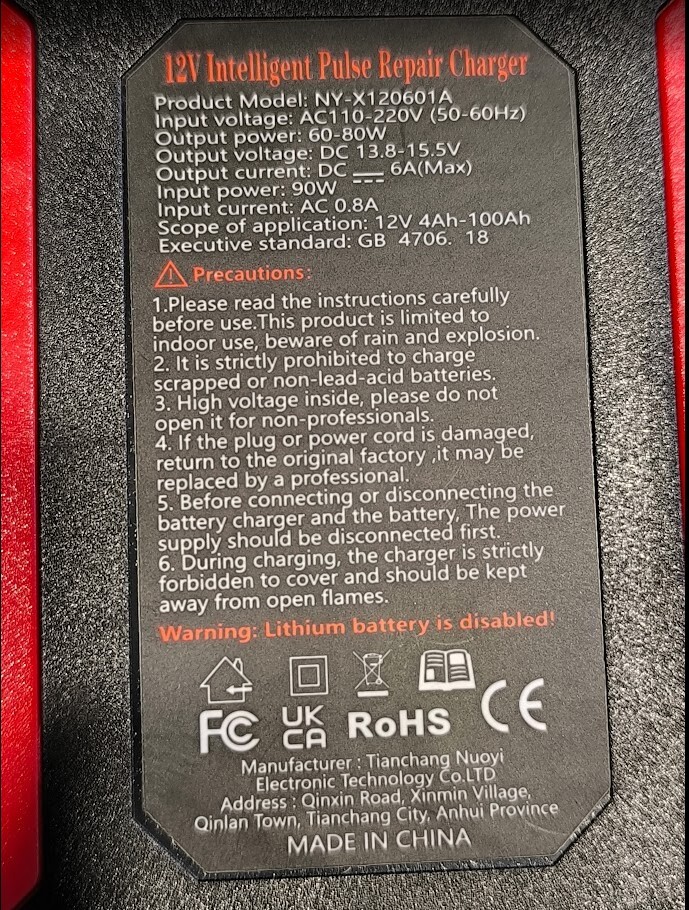 12V Intelligent Pulse Repair Charger
Product Model: NY-X120601A
Input voltage: AC110-220V (50-60Hz)
Output power: 60-80W
Output voltage: DC 13.8-15.5V
Output current: DC ⎓ 6A(Max)
Input power: 90W
Input current: AC 0.8A
Scope of application: 12V 4Ah-100Ah
Executive standard: GB 4706. 18
Precautions:
1.Please read the instructions carefully
before use.This product is limited to
indoor use, beware of rain and explosion.
2. It is strictly prohibited to charge
scrapped or non-lead-acid batteries.
3. High voltage inside, please do not
open it for non-professionals.
4. If the plug or power cord is damaged,
return to the original factory ,it may be
replaced by a professional.
5. Before connecting or disconnecting the
battery charger and the battery, The power
supply should be disconnected first.
6. During charging, the charger is strictly
forbidden to cover and should be kept
away from open flames.
Warning: Lithium battery is disabled!
FC UK CA RoHS CE
Manufacturer : Tianchang Nuoyi
Electronic Technology Co.LTD
Address : Qinxin Road, Xinmin Village,
Qinlan Town, Tianchang City, Anhui Province
MADE IN CHINA